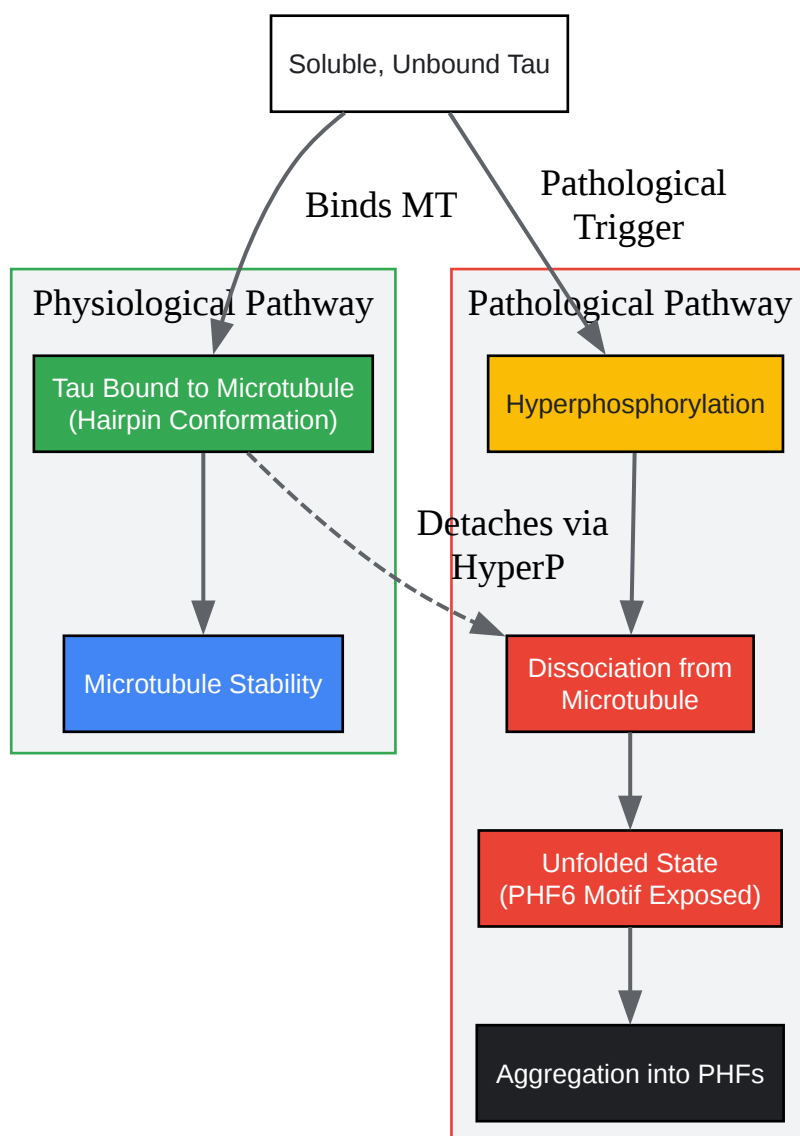 Soluble, Unbound Tau
Binds MT
Pathological
Trigger
Physiological Pathway
Pathological Pathway
Tau Bound to Microtubule
(Hairpin Conformation)
Hyperphosphorylation
Detaches via
HyperP
Microtubule Stability
Dissociation from
Microtubule
Unfolded State
(PHF6 Motif Exposed)
Aggregation into PHFs